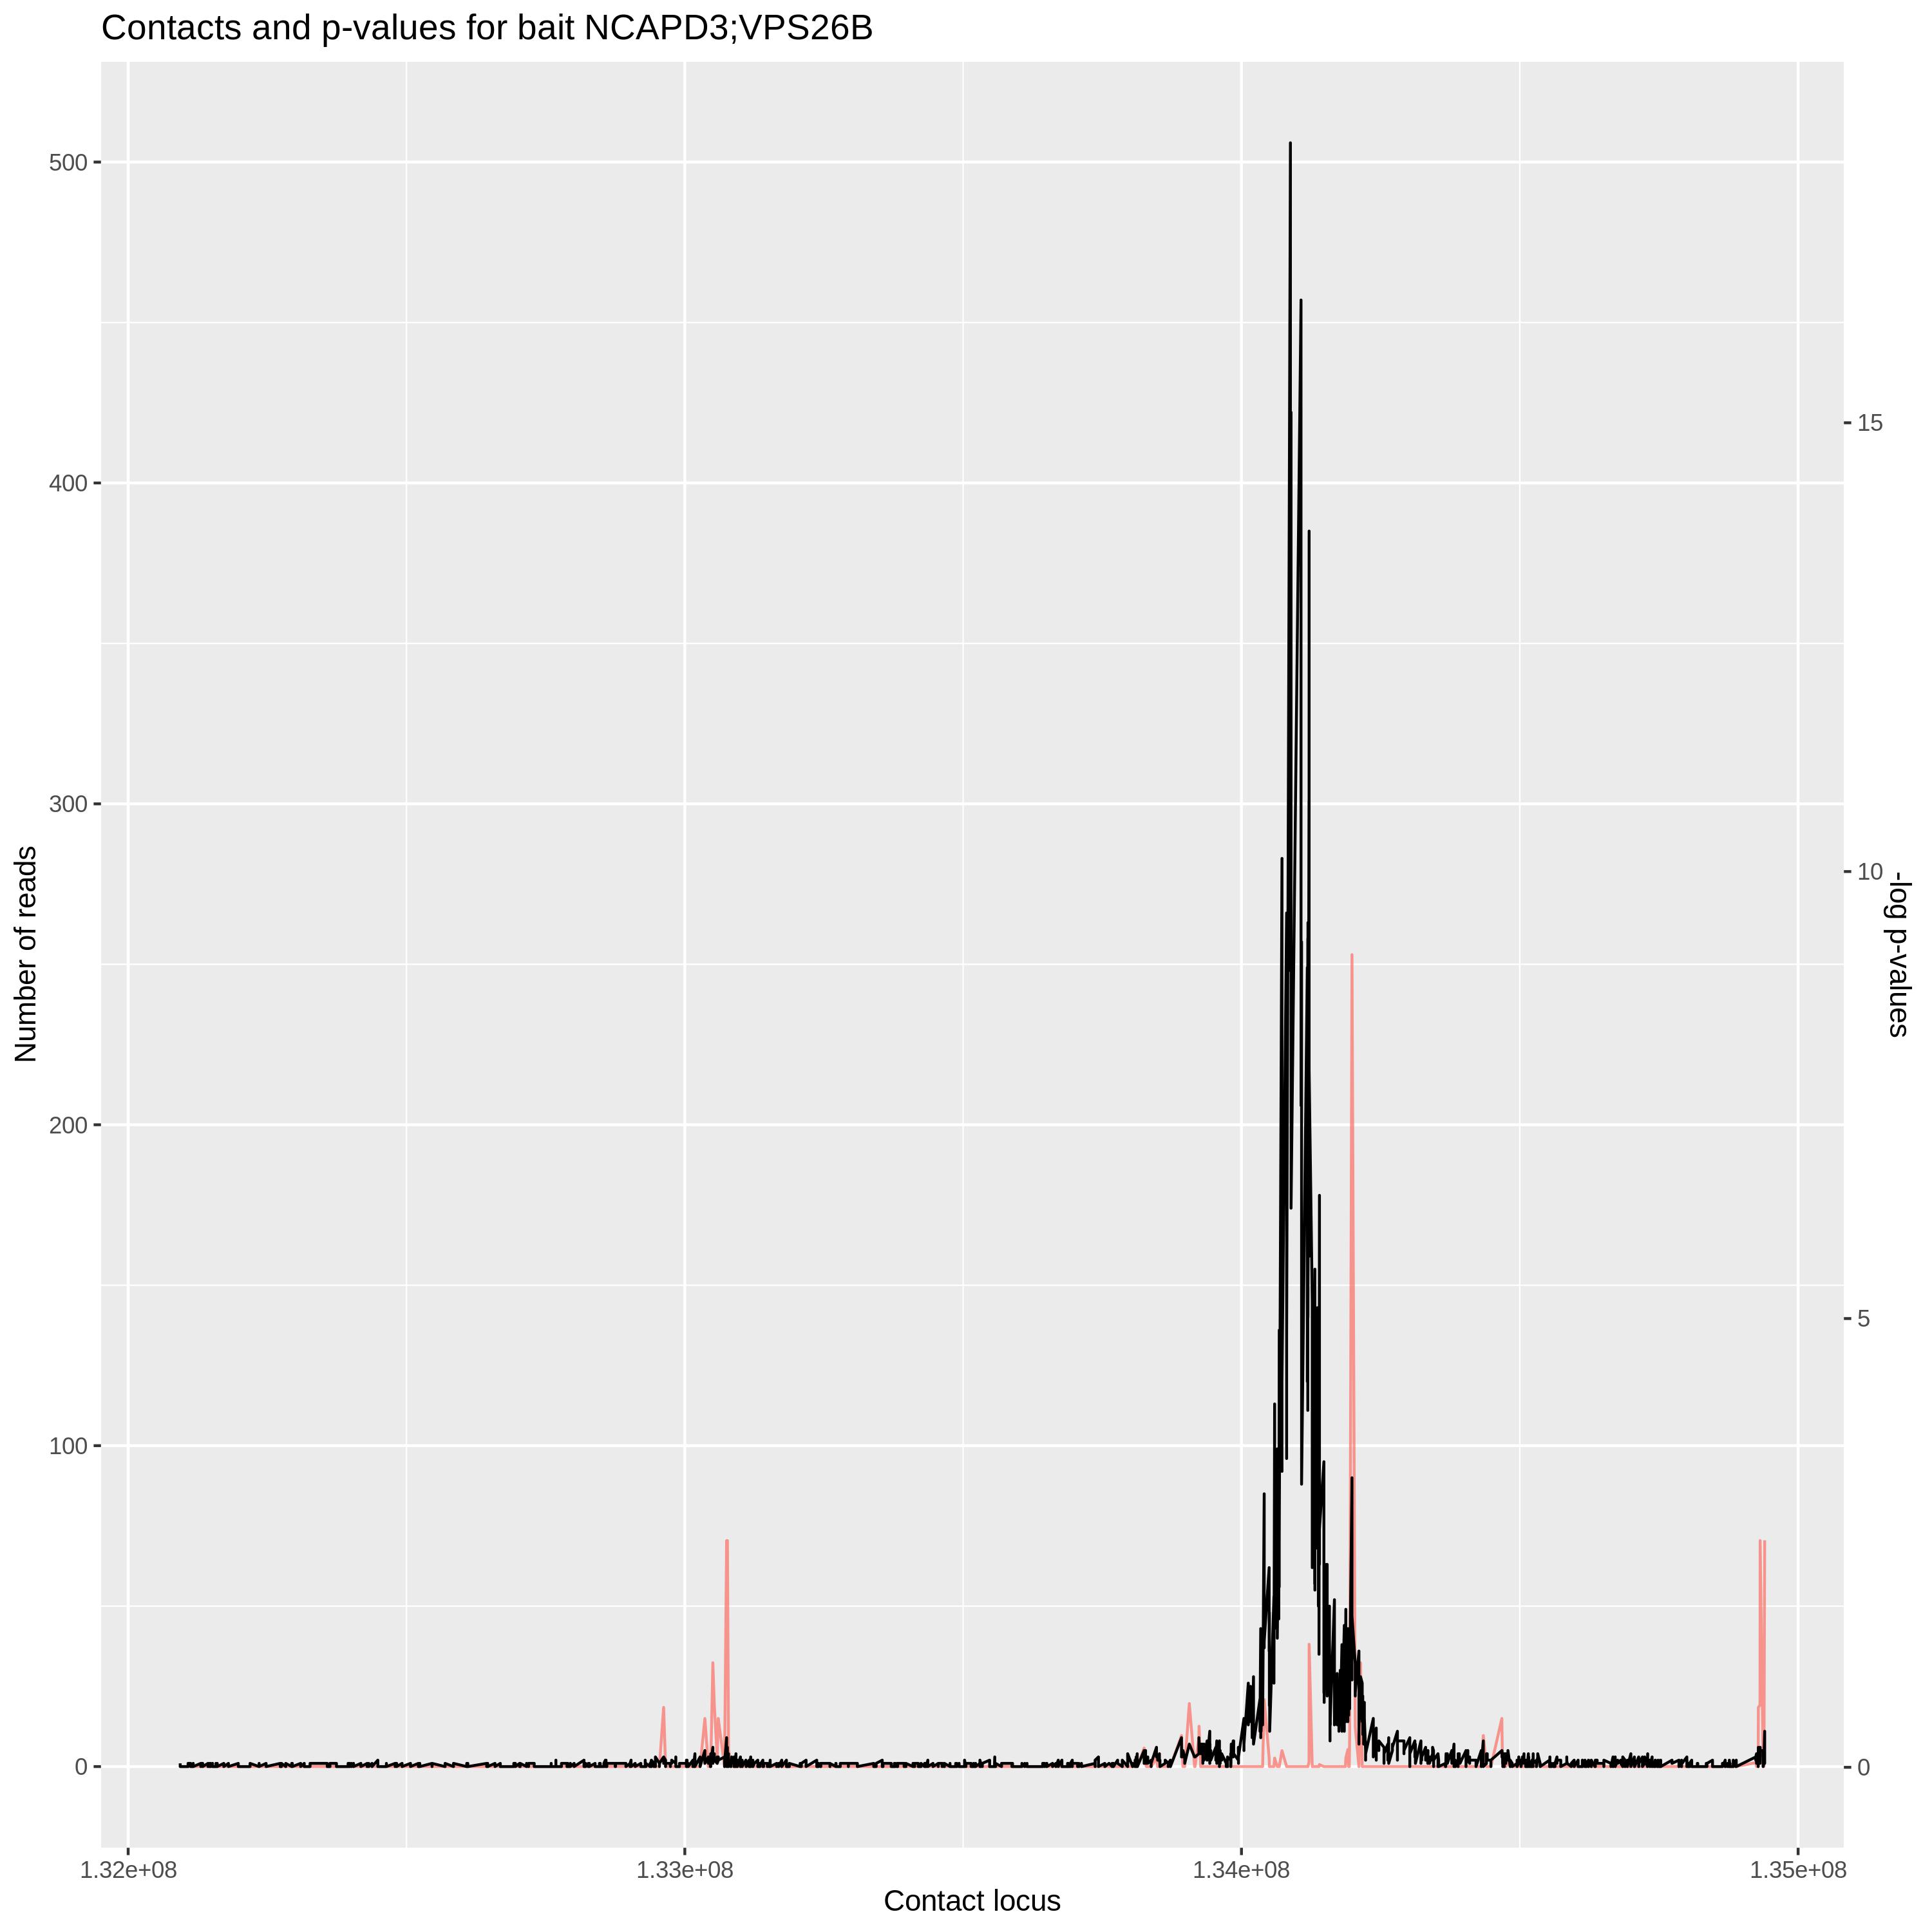 Contacts and p-values for bait NCAPD3;VPS26B
500
400
300
200
100
0
Number of reads
15
10
5
0
-log p-values
1.32e+08
1.33e+08
1.34e+08
1.35e+08
Contact locus